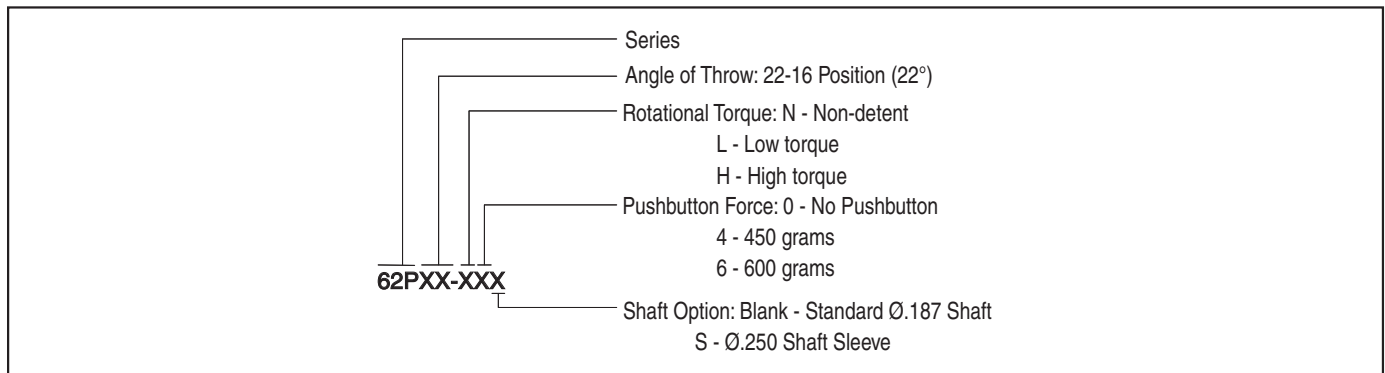 Series
Angle of Throw: 22-16 Position (22°)
Rotational Torque: N - Non-detent
L - Low torque
H - High torque
Pushbutton Force: 0 - No Pushbutton
4 - 450 grams
6 - 600 grams
62PXX-XXX
Shaft Option: Blank - Standard Ø.187 Shaft
S - Ø.250 Shaft Sleeve